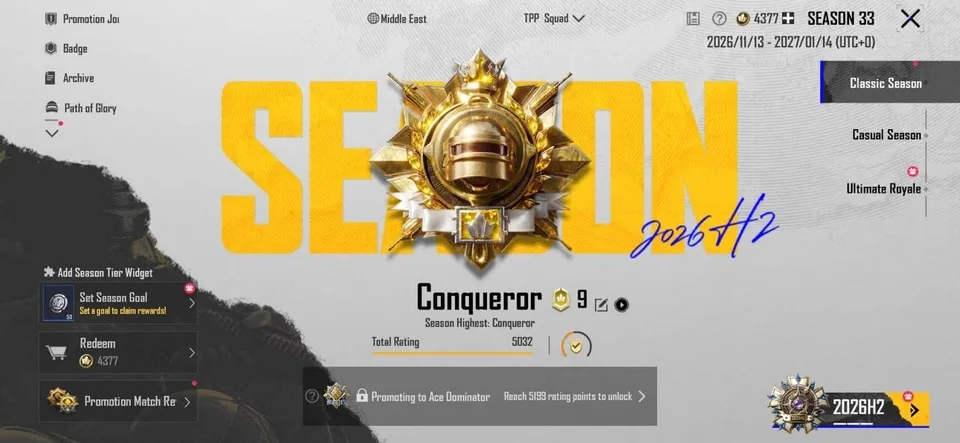 Promotion Jou
Middle East
TPP Squad
4377
SEASON 33
2026/11/13 - 2027/01/14 (UTC+0)
Badge
Archive
Path of Glory
Classic Season
Casual Season
Ultimate Royale
SEASON
2026H2
Add Season Tier Widget
Set Season Goal
Set a goal to claim rewards!
50
Redeem
4377
Promotion Match Re
Conqueror 9
Season Highest: Conqueror
Total Rating 5032
Promoting to Ace Dominator
Reach 5199 rating points to unlock
2026H2